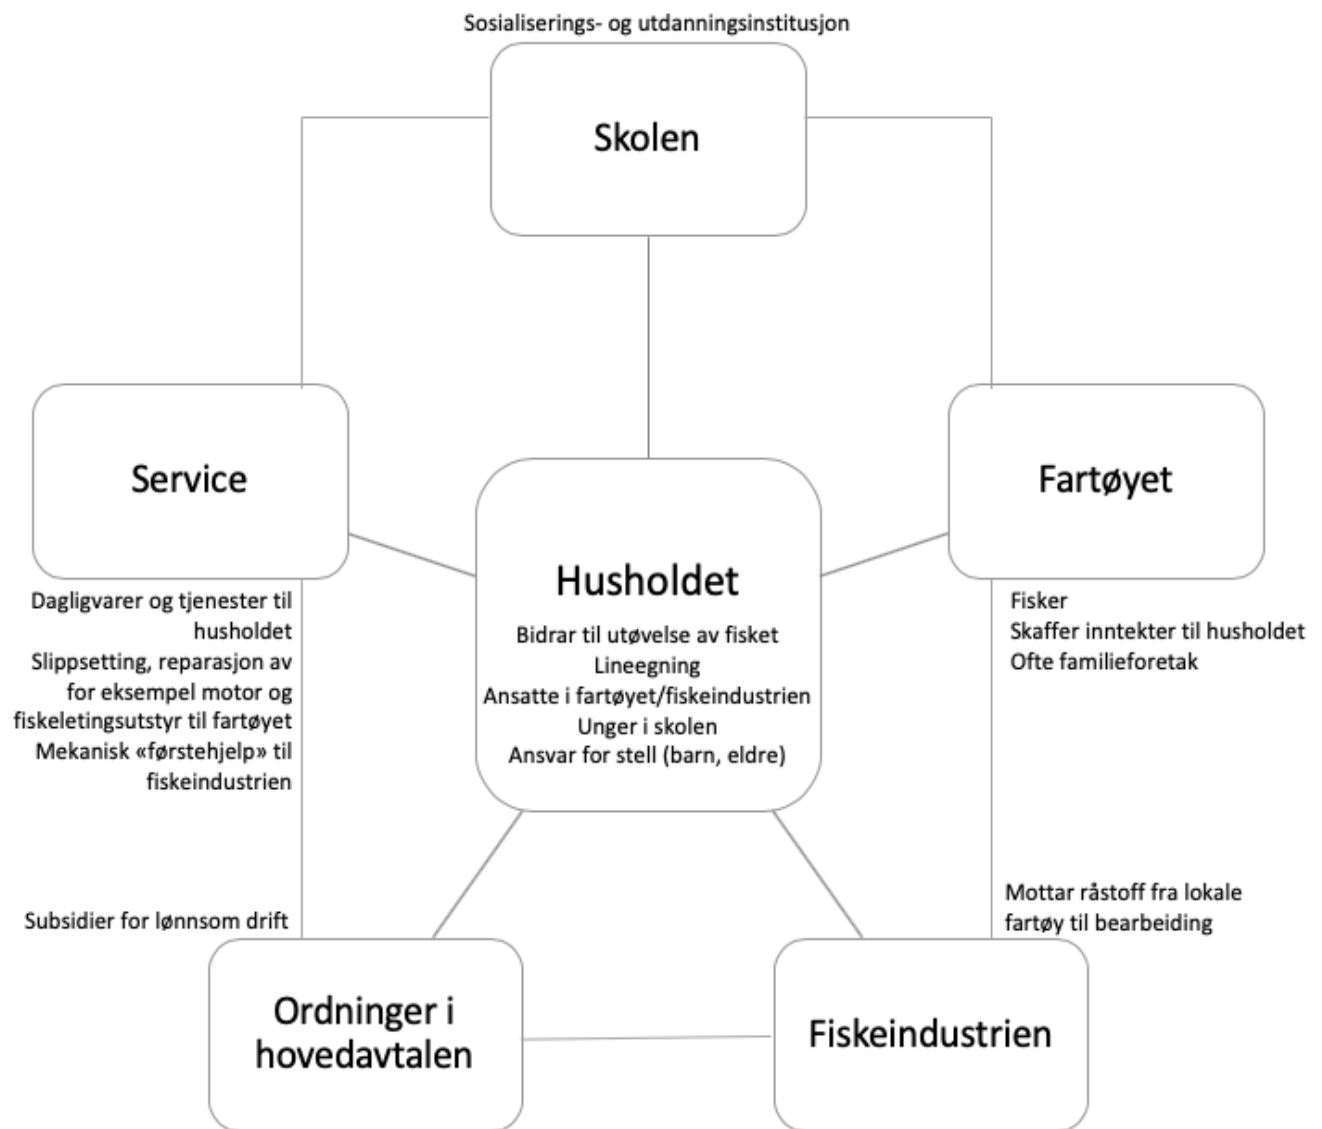 Sosialiserings- og utdanningsinstitusjon
Skolen
Service
Fartøyet
Husholdet
Bidrar til utøvelse av fisket
Lineegning
Ansatte i fartøyet/fiskeindustrien
Unger i skolen
Ansvar for stell (barn, eldre)
Dagligvarer og tjenester til
husholdet
Slippsetting, reparasjon av
for eksempel motor og
fiskeletingsutstyr til fartøyet
Mekanisk «førstehjelp» til
fiskeindustrien
Fisker
Skaffer inntekter til husholdet
Ofte familieforetak
Subsidier for lønnsom drift
Mottar råstoff fra lokale
fartøy til bearbeiding
Ordninger i
hovedavtalen
Fiskeindustrien